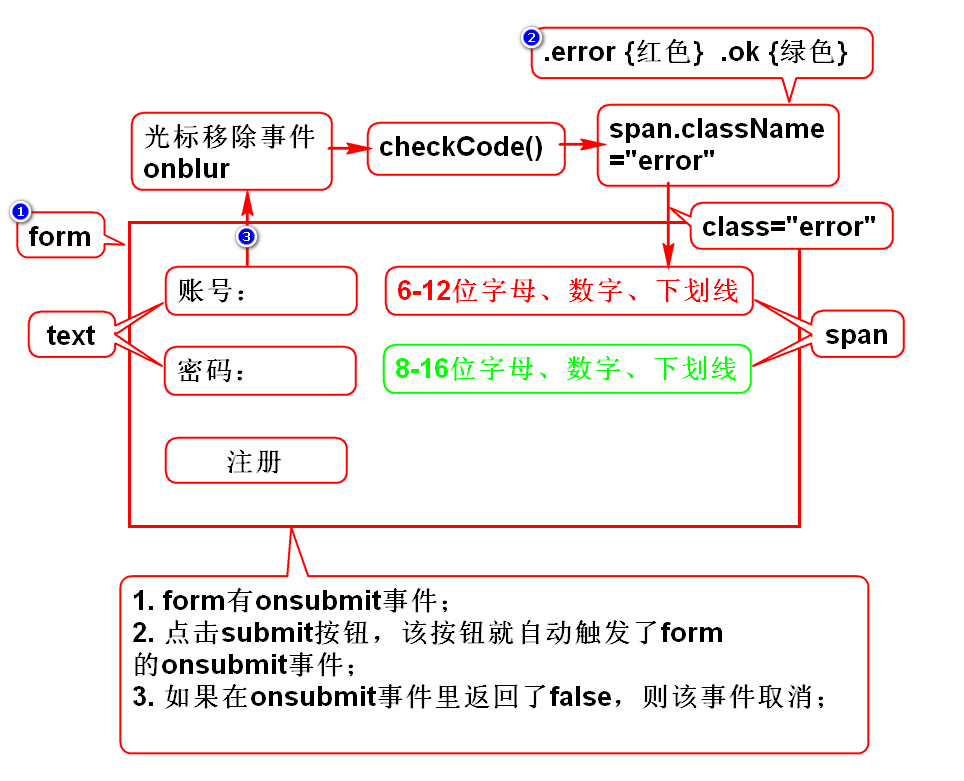 2
.error {红色}  .ok {绿色}
光标移除事件
onblur
checkCode()
span.className
="error"
1
form
3
class="error"
账号：
6-12位字母、数字、下划线
text
span
密码：
8-16位字母、数字、下划线
注册
1. form有onsubmit事件；
2. 点击submit按钮，该按钮就自动触发了form
的onsubmit事件；
3. 如果在onsubmit事件里返回了false，则该事件取消；